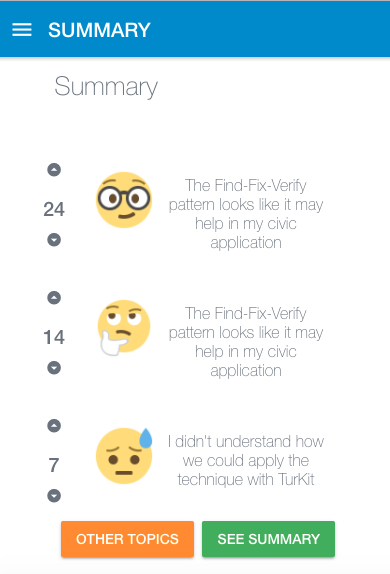 SUMMARY
Summary
24
The Find-Fix-Verify
pattern looks like it may
help in my civic
application
14
The Find-Fix-Verify
pattern looks like it may
help in my civic
application
7
I didn't understand how
we could apply the
technique with TurKit
OTHER TOPICS
SEE SUMMARY